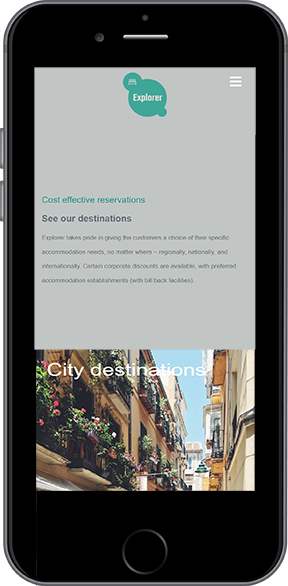 Explorer
Cost effective reservations
See our destinations
Explorer takes pride in giving the customers a choice of their specific
accommodation needs, no matter where – regionally, nationally, and
internationally. Certain corporate discounts are available, with preferred
accommodation establishments (with bill back facilities).
City destinations